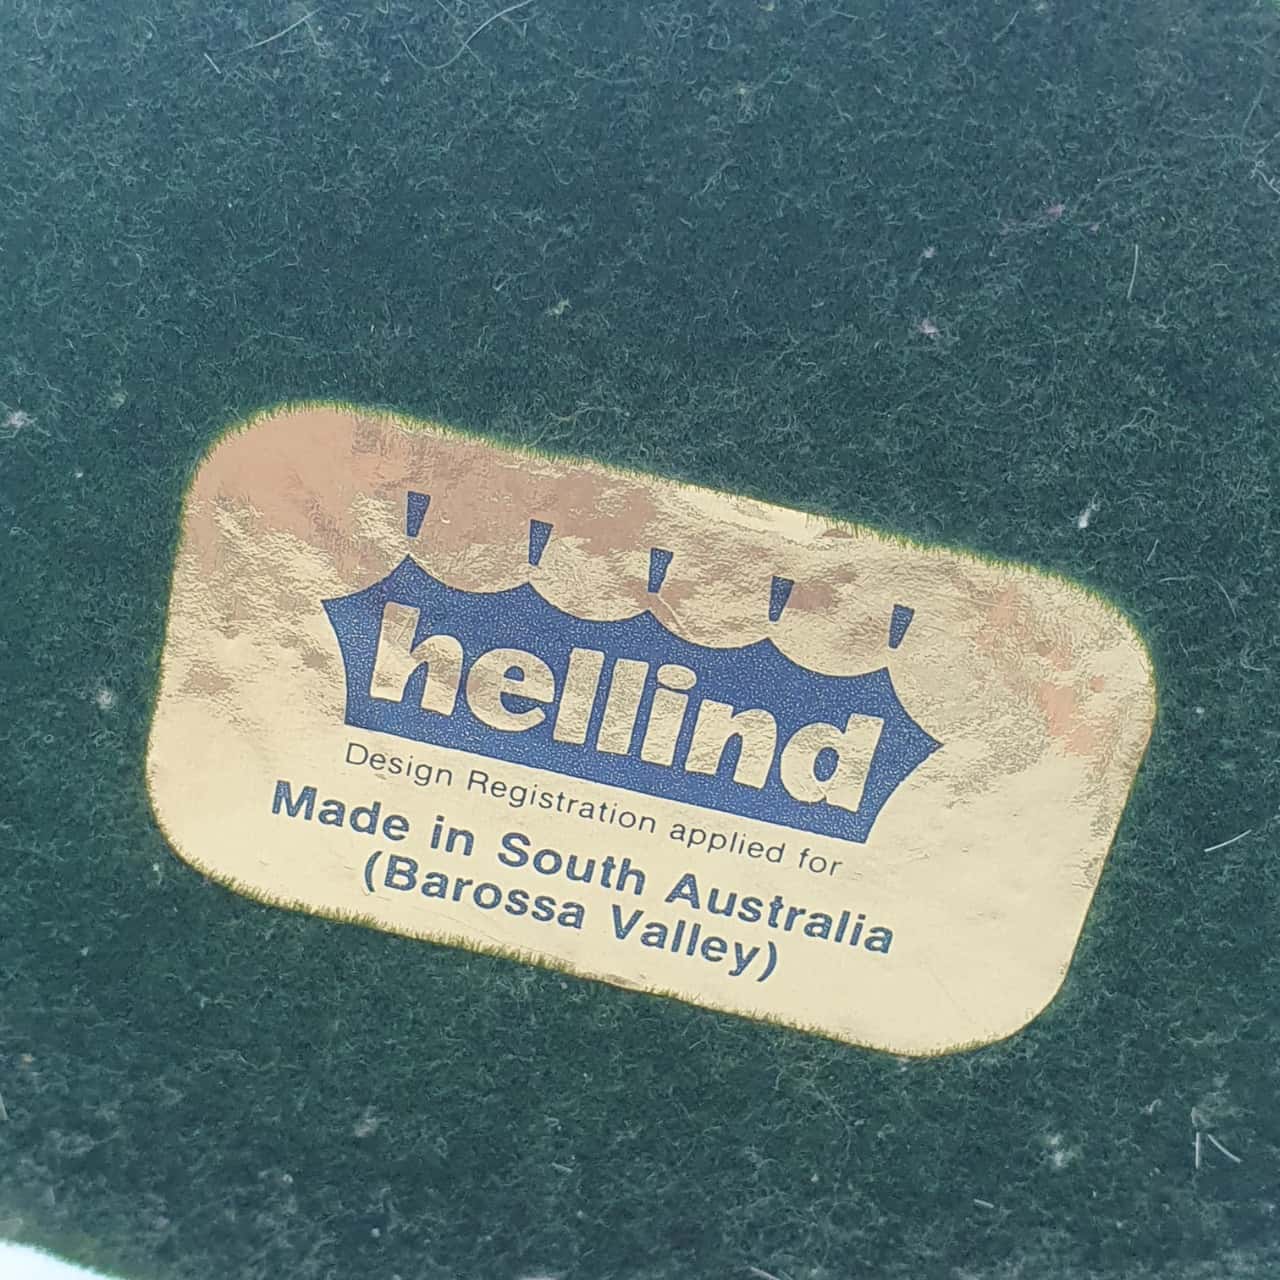 hellind
Design Registration applied for
Made in South Australia
(Barossa Valley)